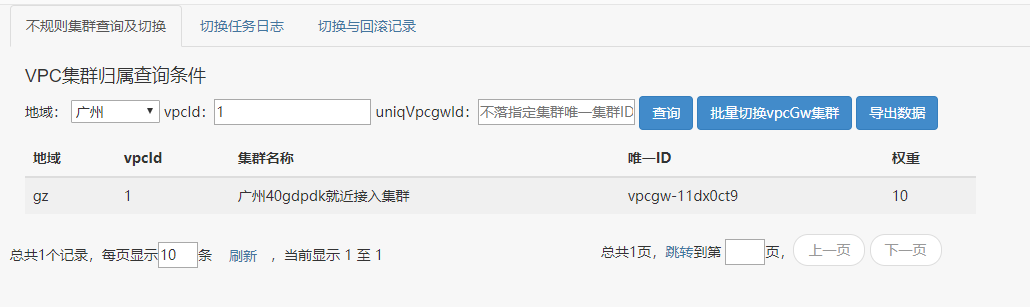 不规则集群查询及切换 切换任务日志 切换与回滚记录
VPC集群归属查询条件
地域： 广州 vpcId： 1 uniqVpcgwId： 不落指定集群唯一集群ID 查询 批量切换vpcGw集群 导出数据
地域 vpcId 集群名称 唯一ID 权重
gz 1 广州40gdpdk就近接入集群 vpcgw-11dx0ct9 10
总共1个记录，每页显示10条 刷新 ，当前显示 1 至 1 总共1页，跳转到第 页， 上一页 下一页